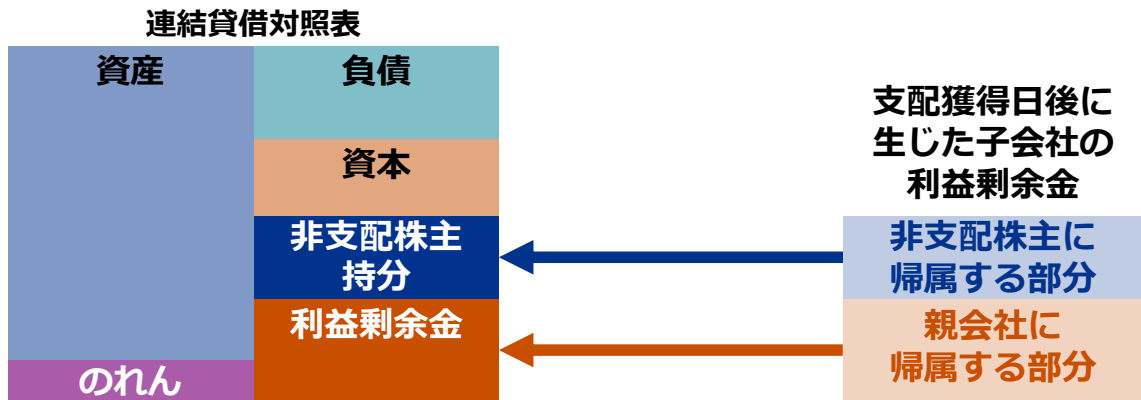 連結貸借対照表
資産
負債
資本
非支配株主
持分
利益剰余金
のれん
支配獲得日後に
生じた子会社の
利益剰余金
非支配株主に
帰属する部分
親会社に
帰属する部分